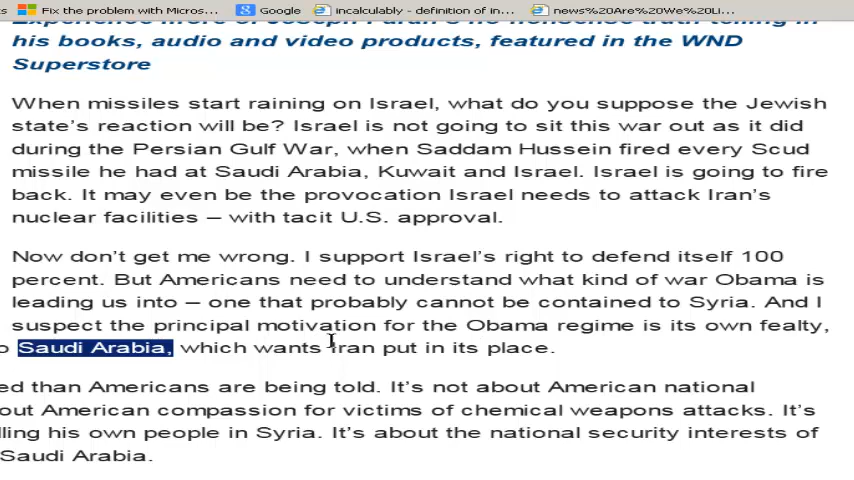 Fix the problem with Micros...
Google
incalculably - definition of in...
news%20Are%20We%20Li...
his books, audio and video products, featured in the WND
Superstore
When missiles start raining on Israel, what do you suppose the Jewish
state's reaction will be? Israel is not going to sit this war out as it did
during the Persian Gulf War, when Saddam Hussein fired every Scud
missile he had at Saudi Arabia, Kuwait and Israel. Israel is going to fire
back. It may even be the provocation Israel needs to attack Iran's
nuclear facilities – with tacit U.S. approval.
Now don't get me wrong. I support Israel's right to defend itself 100
percent. But Americans need to understand what kind of war Obama is
leading us into – one that probably cannot be contained to Syria. And I
suspect the principal motivation for the Obama regime is its own fealty,
o Saudi Arabia, which wants Iran put in its place.
ed than Americans are being told. It's not about American national
out American compassion for victims of chemical weapons attacks. It's
lling his own people in Syria. It's about the national security interests of
Saudi Arabia.